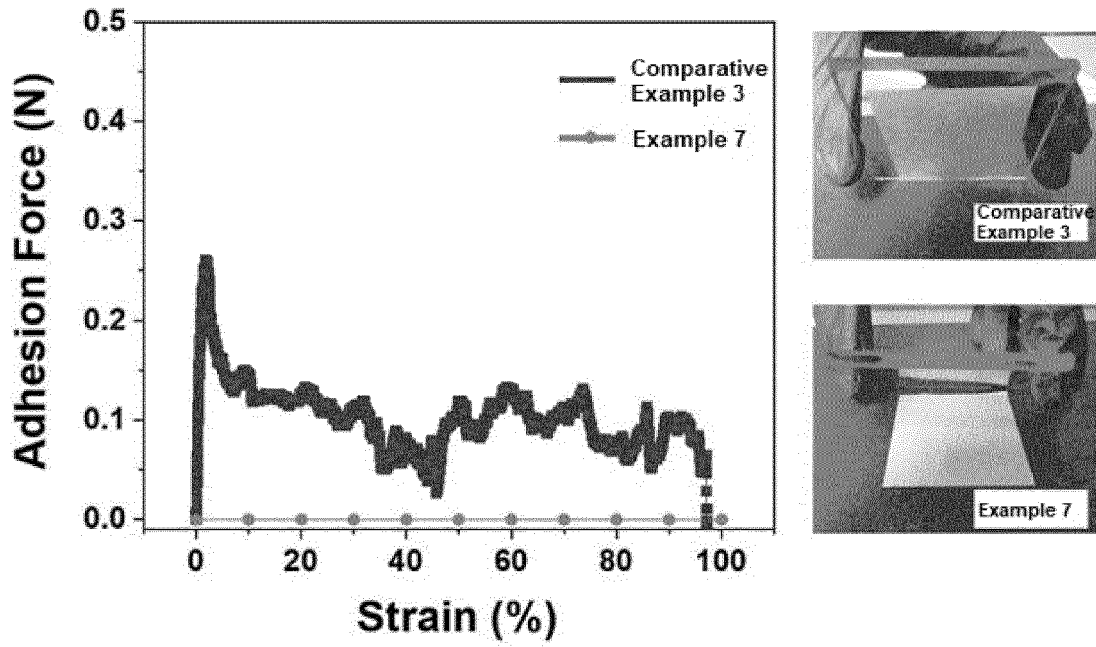 0.5
0.4
0.3
0.2
0.1
0.0
Adhesion Force (N)
0
20
40
60
80
100
Strain (%)
Comparative
Example 3
Example 7
Comparative
Example 3
Example 7